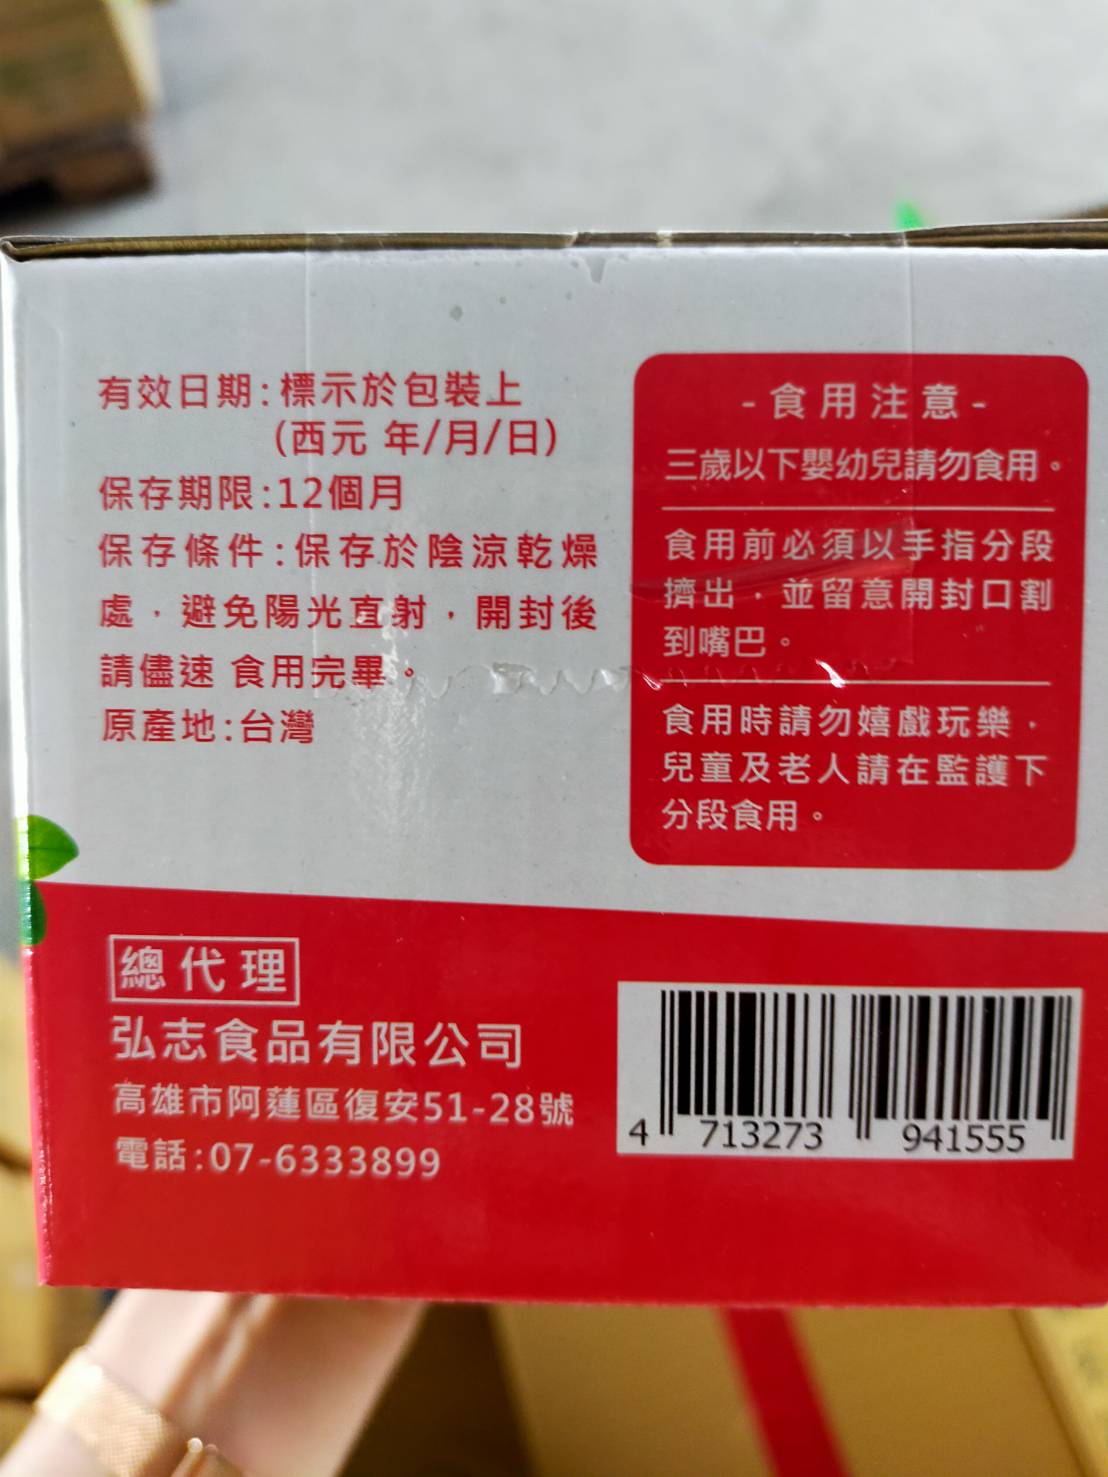 有效日期:標示於包裝上
(西元 年/月/日)
保存期限:12個月
保存條件:保存於陰涼乾燥
處，避免陽光直射，開封後
請儘速 食用完畢。
原產地:台灣
-食用注意-
三歲以下嬰幼兒請勿食用。
食用前必須以手指分段
擠出，並留意開封口割
到嘴巴。
食用時請勿嬉戲玩樂，
兒童及老人請在監護下
分段食用。
總代理
弘志食品有限公司
高雄市阿蓮區復安51-28號
電話:07-6333899
4 713273 941555